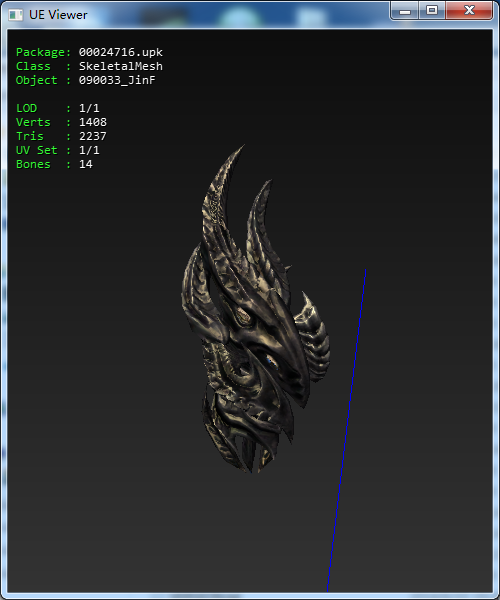 UE Viewer
Package: 00024716.upk
Class  : SkeletalMesh
Object : 090033_JinF
LOD    : 1/1
Verts  : 1408
Tris   : 2237
UV Set : 1/1
Bones  : 14